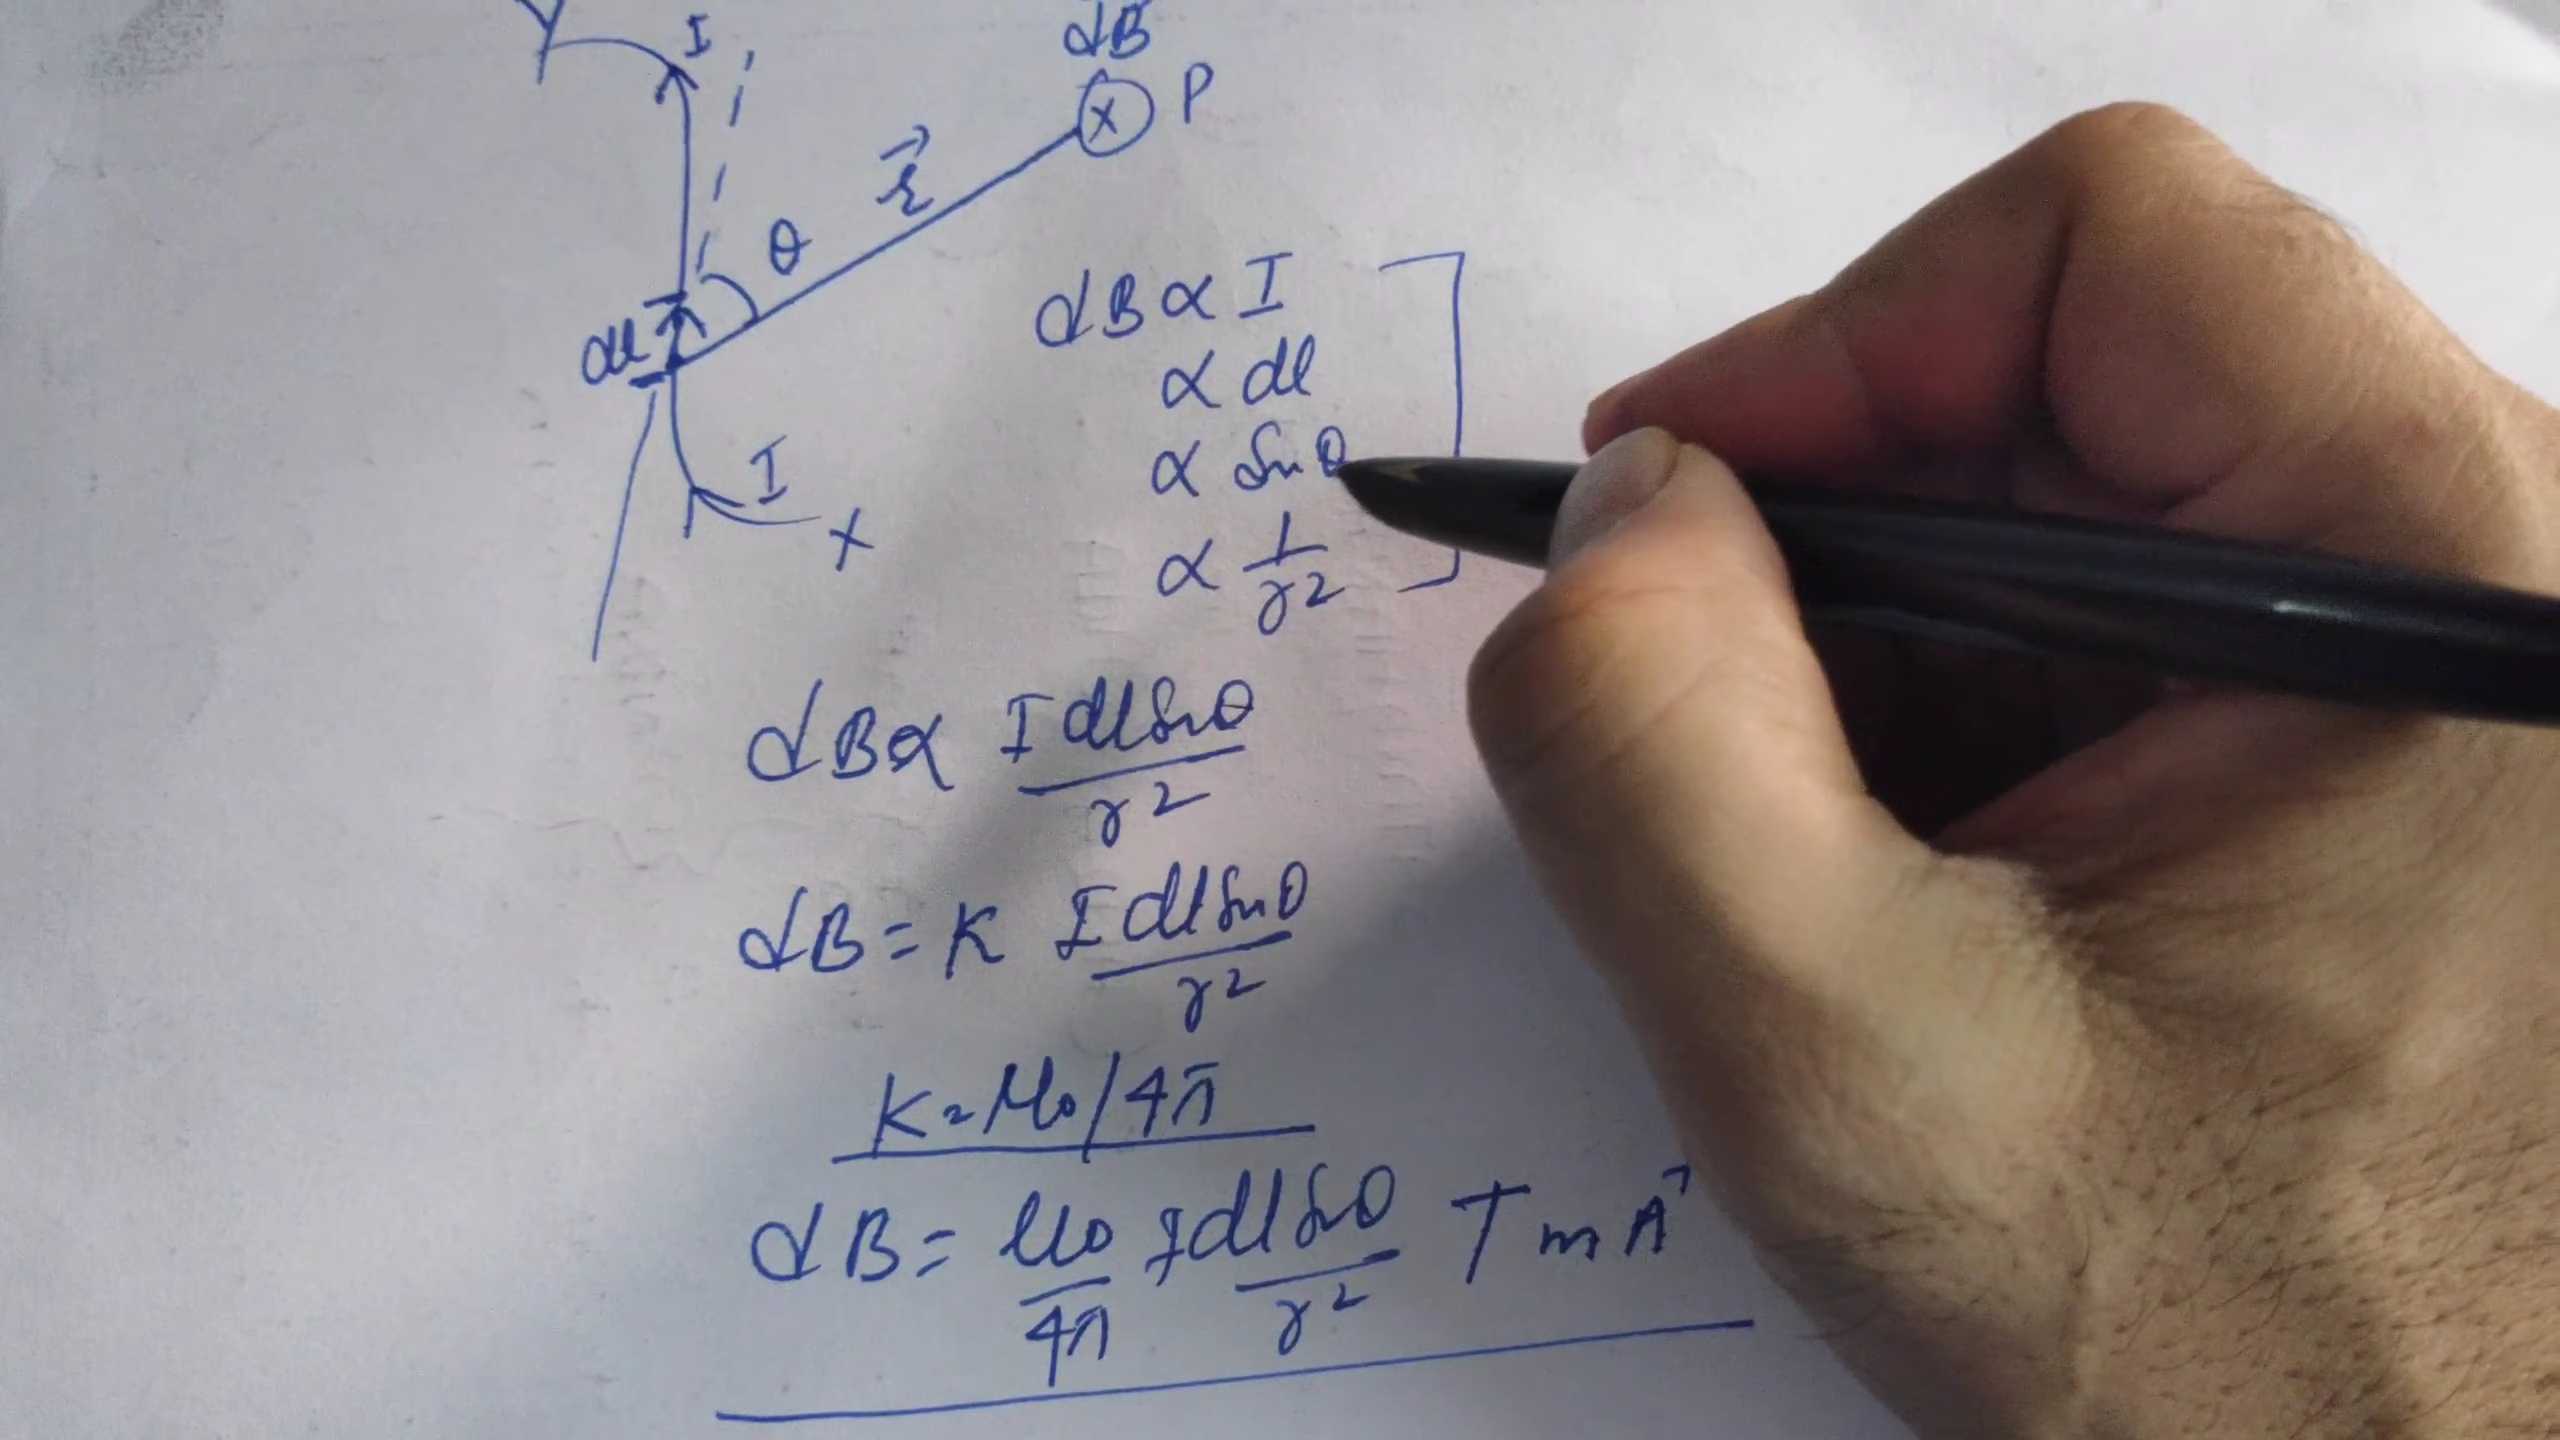 Y
I
dB
P
r⃗
θ
dl
I
X
dB ∝ I
∝ dl
∝ Sinθ
∝ 1/r2
dB ∝ I dl Sinθ / r2
dB = K I dl Sinθ / r2
K = μ0/4π
dB = μ0/4π I dl Sinθ / r2 T m A-1